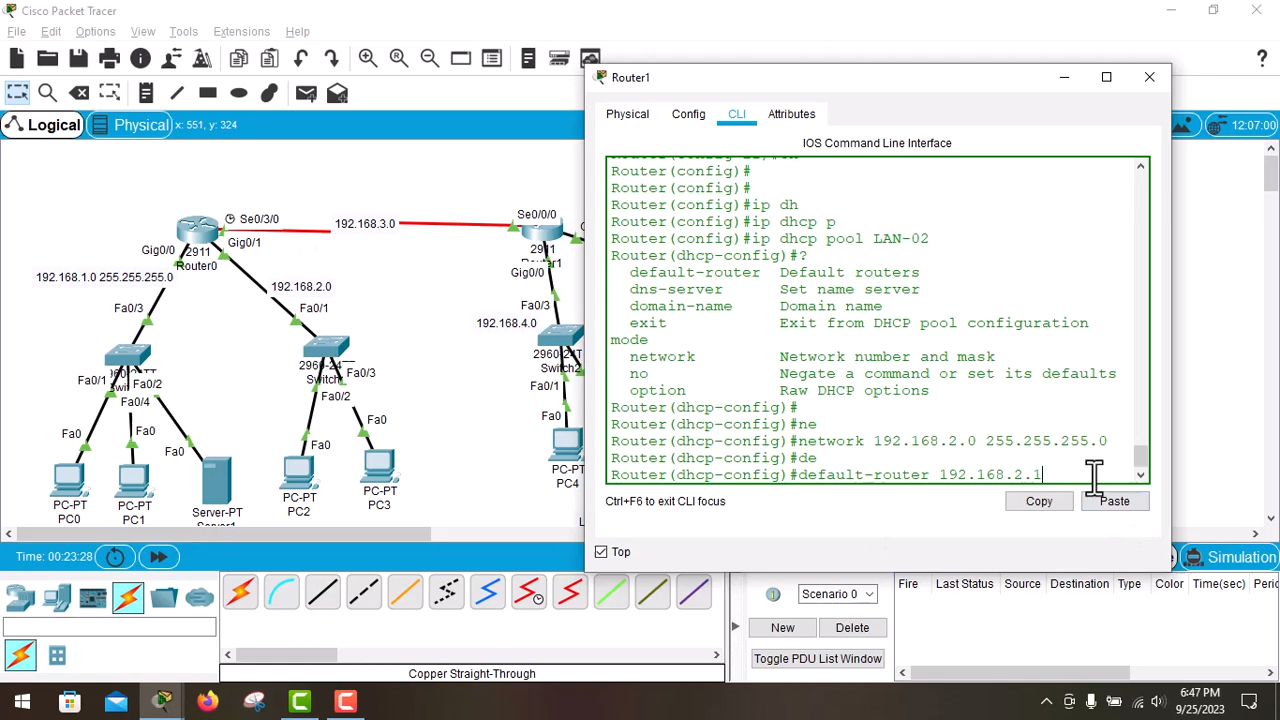 Cisco Packet Tracer
File Edit Options View Tools Extensions Help
Logical Physical x: 551, y: 324
12:07:00
Router1
Physical Config CLI Attributes
IOS Command Line Interface
Router(config)#
Router(config)#
Router(config)#ip dh
Router(config)#ip dhcp p
Router(config)#ip dhcp pool LAN-02
Router(dhcp-config)#?
default-router Default routers
dns-server Set name server
domain-name Domain name
exit Exit from DHCP pool configuration
mode
network Network number and mask
no Negate a command or set its defaults
option Raw DHCP options
Router(dhcp-config)#
Router(dhcp-config)#ne
Router(dhcp-config)#network 192.168.2.0 255.255.255.0
Router(dhcp-config)#de
Router(dhcp-config)#default-router 192.168.2.1
Ctrl+F6 to exit CLI focus
Copy
Paste
Top
Se0/3/0
192.168.3.0
Se0/0/0
Gig0/0
Gig0/1
2911
Router0
2911
Router1
Gig0/0
192.168.1.0 255.255.255.0
192.168.2.0
Fa0/3
Fa0/1
Fa0/3
192.168.4.0
2960-24T
Switch2
Fa0/1
Fa0/2
Fa0/4
Fa0/3
Fa0/2
Fa0/1
Fa0
Fa0
Fa0
Fa0
Fa0
Fa0
PC-PT
PC0
PC-PT
PC1
Server-PT
PC-PT
PC2
PC-PT
PC3
PC-PT
PC4
Time: 00:23:28
Simulation
Scenario 0
New
Delete
Toggle PDU List Window
Fire Last Status Source Destination Type Color Time(sec) Perio
Copper Straight-Through
6:47 PM
9/25/2023